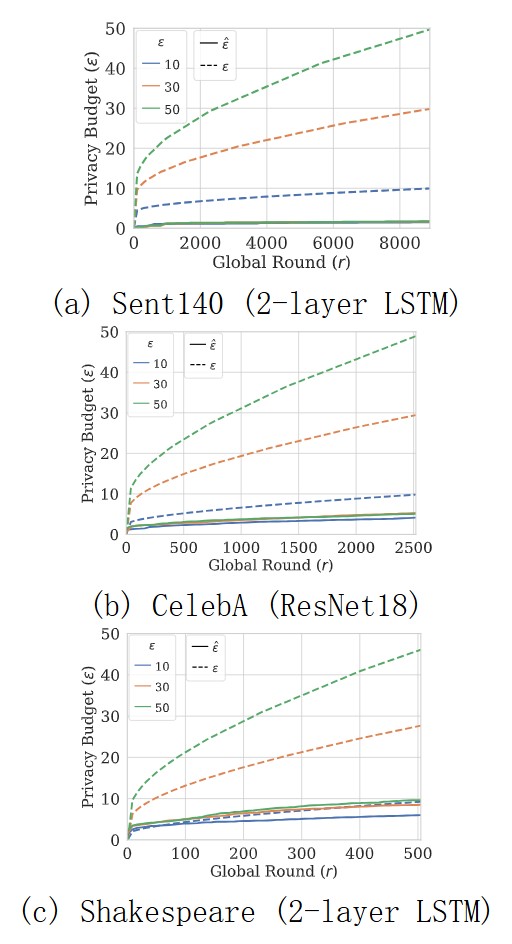 50
40
30
20
10
0
Privacy Budget (ε)
ε
10
30
50
ε̂
ε
0 2000 4000 6000 8000
Global Round (r)
(a) Sent140 (2-layer LSTM)
50
40
30
20
10
0
Privacy Budget (ε)
ε
10
30
50
ε̂
ε
0 500 1000 1500 2000 2500
Global Round (r)
(b) CelebA (ResNet18)
50
40
30
20
10
0
Privacy Budget (ε)
ε
10
30
50
ε̂
ε
0 100 200 300 400 500
Global Round (r)
(c) Shakespeare (2-layer LSTM)